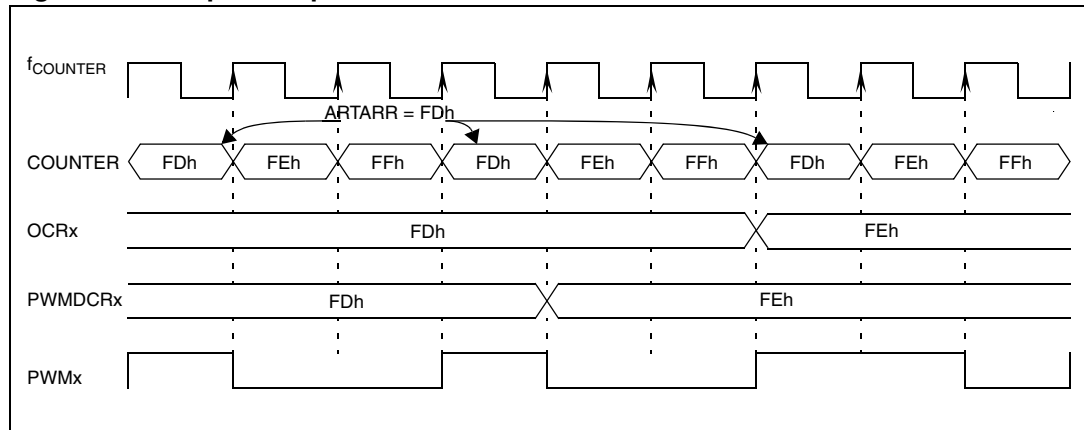 fCOUNTER
ARTARR = FDh
COUNTER FDh FEh FFh FDh FEh FFh FDh FEh FFh
OCRx FDh FEh
PWMDCRx FDh FEh
PWMx